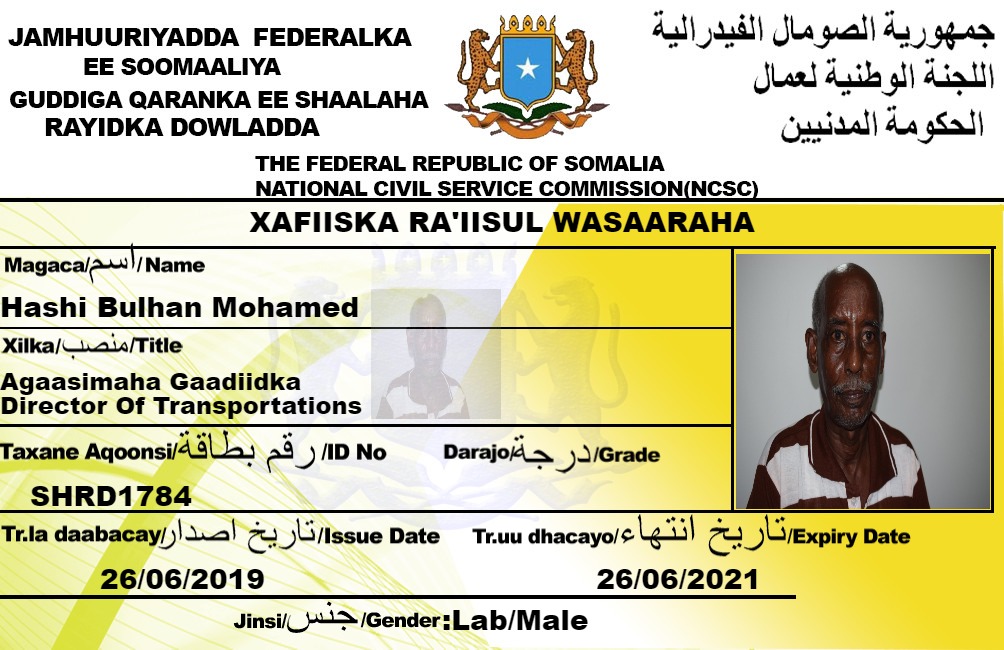 JAMHUURIYADDA FEDERALKA
EE SOOMAALIYA
GUDDIGA QARANKA EE SHAALAHA
RAYIDKA DOWLADDA
جمهورية الصومال الفيدرالية
اللجنة الوطنية لعمال
الحكومة المدنيين
THE FEDERAL REPUBLIC OF SOMALIA
NATIONAL CIVIL SERVICE COMMISSION(NCSC)
XAFIISKA RA'IISUL WASAARAHA
Magaca/اسم/Name
Hashi Bulhan Mohamed
Xilka/منصب/Title
Agaasimaha Gaadiidka
Director Of Transportations
Taxane Aqoonsi/رقم بطاقة/ID No Darajo/درجة/Grade
SHRD1784
Tr.la daabacay/تاريخ اصدار/Issue Date Tr.uu dhacayo/تاريخ انتهاء/Expiry Date
26/06/2019 26/06/2021
Jinsi/جنس/Gender:Lab/Male